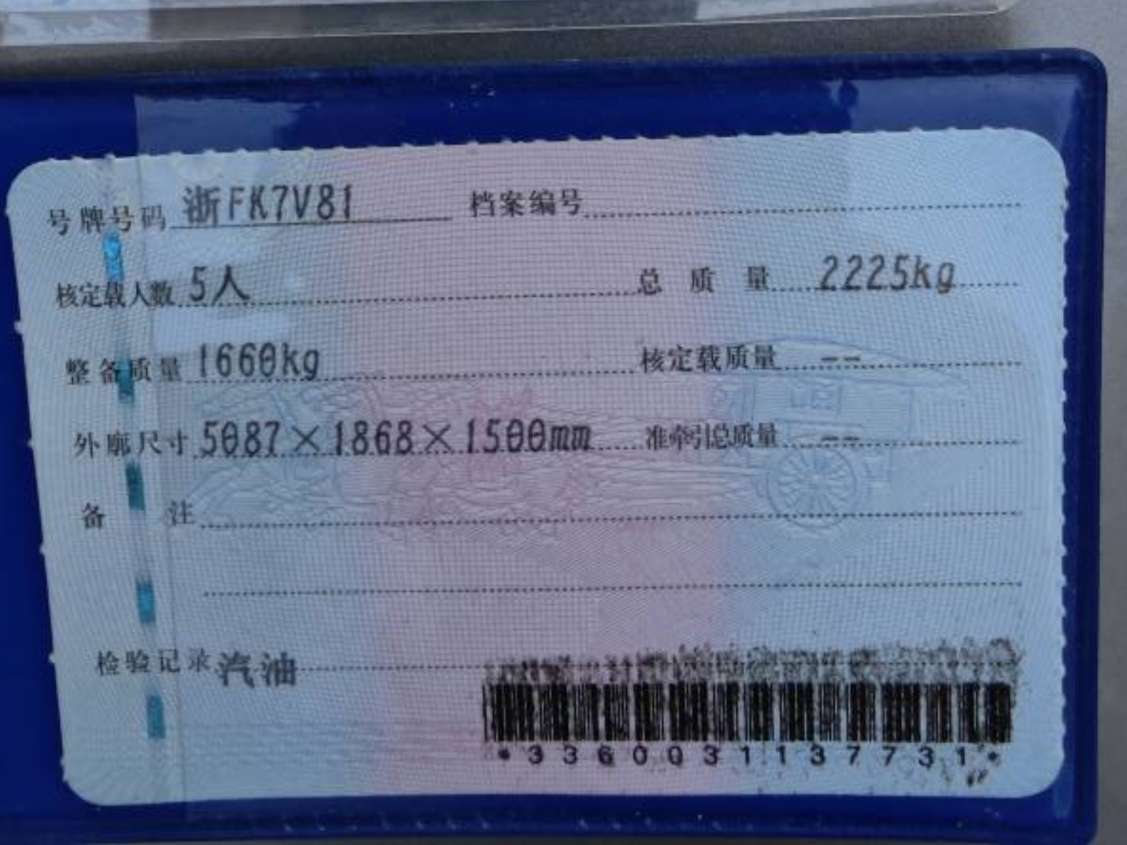 号牌号码 浙FK7V81 档案编号
核定载人数 5人 总质量 2225kg
整备质量 1660kg 核定载质量 --
外廓尺寸 5087×1868×1500mm 准牵引总质量 --
备注
检验记录 汽油
*3360031137731*